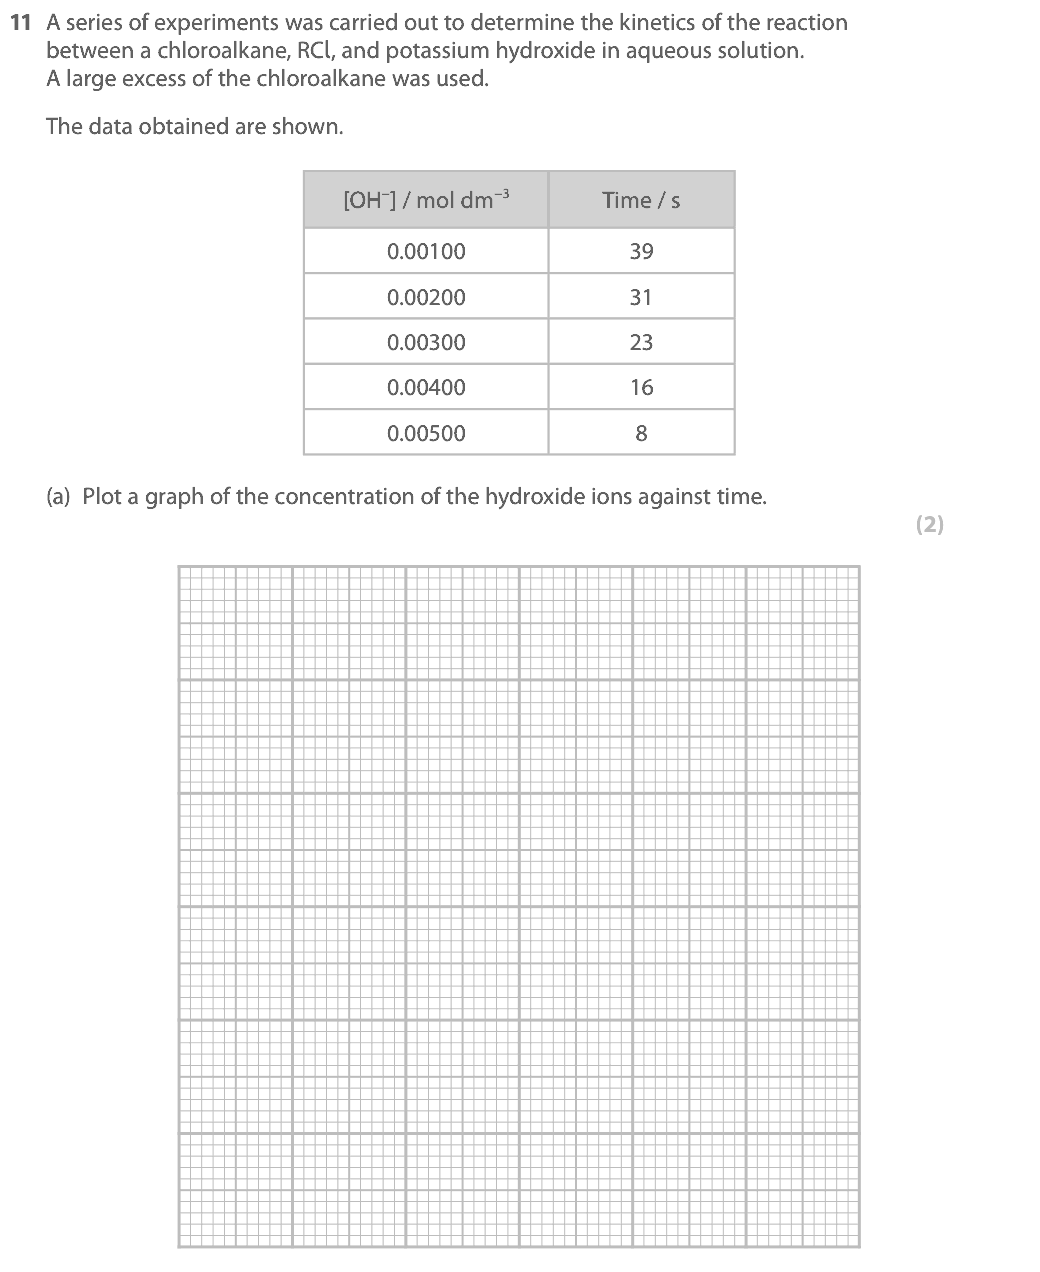 11 A series of experiments was carried out to determine the kinetics of the reaction
between a chloroalkane, RCl, and potassium hydroxide in aqueous solution.
A large excess of the chloroalkane was used.
The data obtained are shown.
[OH⁻] / mol dm⁻³ Time / s
0.00100 39
0.00200 31
0.00300 23
0.00400 16
0.00500 8
(a) Plot a graph of the concentration of the hydroxide ions against time.
(2)